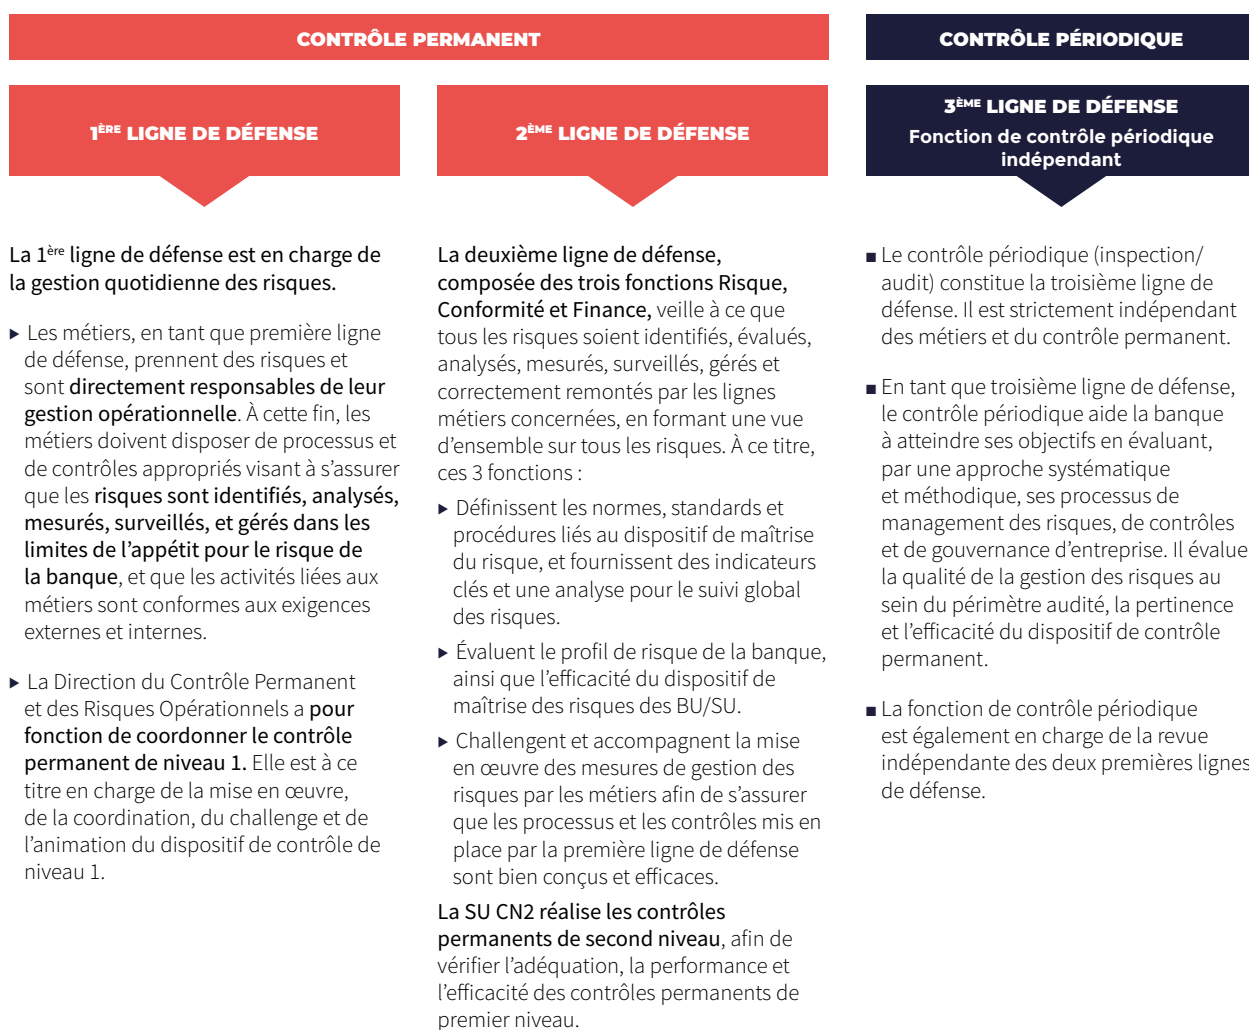 CONTRÔLE PERMANENT
1ÈRE LIGNE DE DÉFENSE
La 1ère ligne de défense est en charge de
la gestion quotidienne des risques.
▶ Les métiers, en tant que première ligne
de défense, prennent des risques et
sont directement responsables de leur
gestion opérationnelle. À cette fin, les
métiers doivent disposer de processus et
de contrôles appropriés visant à s’assurer
que les risques sont identifiés, analysés,
mesurés, surveillés, et gérés dans les
limites de l’appétit pour le risque de
la banque, et que les activités liées aux
métiers sont conformes aux exigences
externes et internes.
▶ La Direction du Contrôle Permanent
et des Risques Opérationnels a pour
fonction de coordonner le contrôle
permanent de niveau 1. Elle est à ce
titre en charge de la mise en œuvre,
de la coordination, du challenge et de
l’animation du dispositif de contrôle de
niveau 1.
2ÈME LIGNE DE DÉFENSE
La deuxième ligne de défense,
composée des trois fonctions Risque,
Conformité et Finance, veille à ce que
tous les risques soient identifiés, évalués,
analysés, mesurés, surveillés, gérés et
correctement remontés par les lignes
métiers concernées, en formant une vue
d’ensemble sur tous les risques. À ce titre,
ces 3 fonctions :
▶ Définissent les normes, standards et
procédures liés au dispositif de maîtrise
du risque, et fournissent des indicateurs
clés et une analyse pour le suivi global
des risques.
▶ Évaluent le profil de risque de la banque,
ainsi que l’efficacité du dispositif de
maîtrise des risques des BU/SU.
▶ Challengent et accompagnent la mise
en œuvre des mesures de gestion des
risques par les métiers afin de s’assurer
que les processus et les contrôles mis en
place par la première ligne de défense
sont bien conçus et efficaces.
La SU CN2 réalise les contrôles
permanents de second niveau, afin de
vérifier l’adéquation, la performance et
l’efficacité des contrôles permanents de
premier niveau.
CONTRÔLE PÉRIODIQUE
3ÈME LIGNE DE DÉFENSE
Fonction de contrôle périodique
indépendant
■ Le contrôle périodique (inspection/
audit) constitue la troisième ligne de
défense. Il est strictement indépendant
des métiers et du contrôle permanent.
■ En tant que troisième ligne de défense,
le contrôle périodique aide la banque
à atteindre ses objectifs en évaluant,
par une approche systématique
et méthodique, ses processus de
management des risques, de contrôles
et de gouvernance d’entreprise. Il évalue
la qualité de la gestion des risques au
sein du périmètre audité, la pertinence
et l’efficacité du dispositif de contrôle
permanent.
■ La fonction de contrôle périodique
est également en charge de la revue
indépendante des deux premières lignes
de défense.